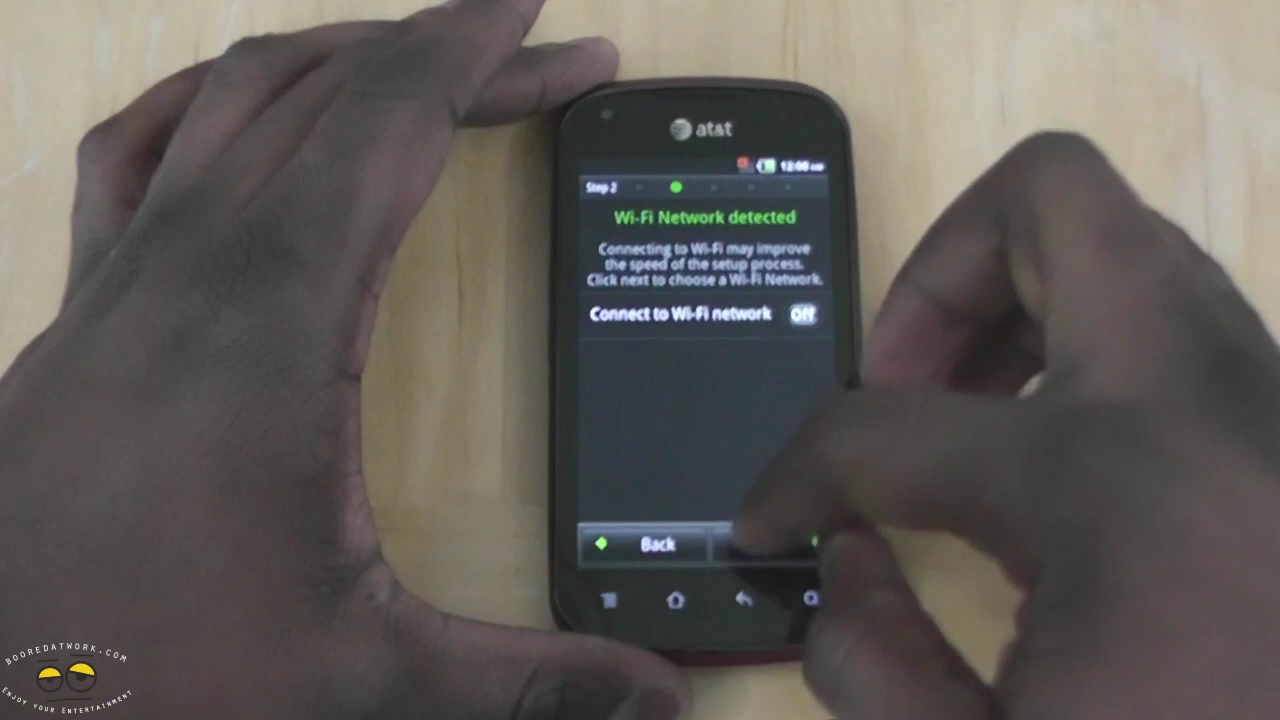 at&t
12:06 AM
Step 2
Wi-Fi Network detected
Connecting to Wi-Fi may improve
the speed of the setup process.
Click next to choose a Wi-Fi Network.
Connect to Wi-Fi network Off
Back
BOOREDATWORK.COM
ENJOY YOUR ENTERTAINMENT